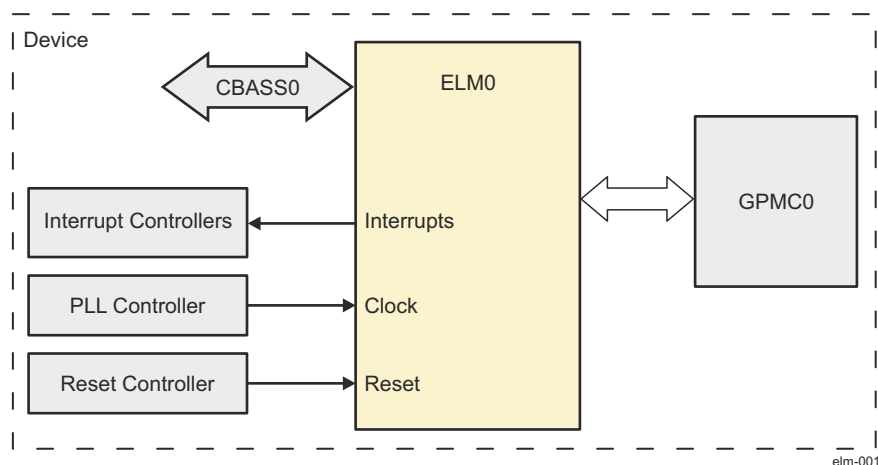 Device
CBASS0
ELM0
GPMC0
Interrupt Controllers
Interrupts
PLL Controller
Clock
Reset Controller
Reset
elm-001